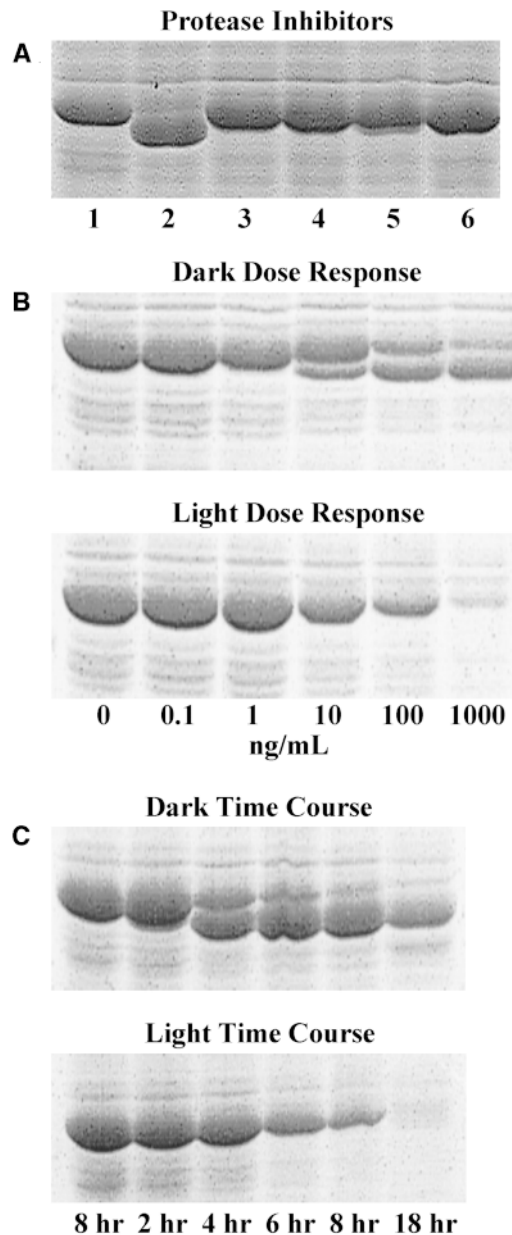 Protease Inhibitors
A
1 2 3 4 5 6
Dark Dose Response
B
Light Dose Response
0 0.1 1 10 100 1000
ng/mL
Dark Time Course
C
Light Time Course
8 hr 2 hr 4 hr 6 hr 8 hr 18 hr